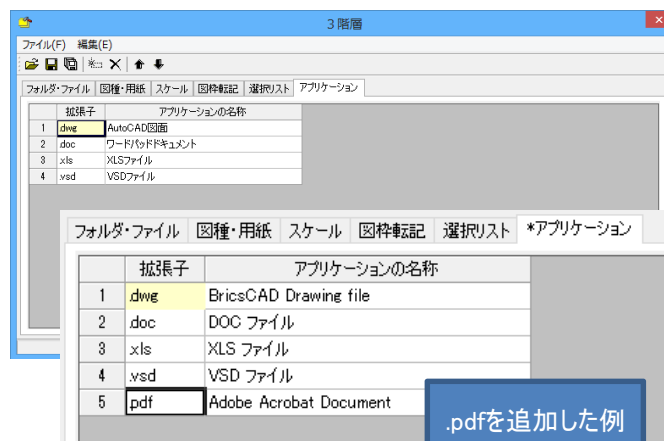 3階層
ファイル(F) 編集(E)
フォルダ・ファイル 図種・用紙 スケール 図枠転記 選択リスト アプリケーション
拡張子 アプリケーションの名称
1 .dwg AutoCAD図面
2 .doc ワードパッドドキュメント
3 .xls XLSファイル
4 .vsd VSDファイル
フォルダ・ファイル 図種・用紙 スケール 図枠転記 選択リスト *アプリケーション
拡張子 アプリケーションの名称
1 .dwg BricsCAD Drawing file
2 .doc DOC ファイル
3 .xls XLS ファイル
4 .vsd VSD ファイル
5 .pdf Adobe Acrobat Document
.pdfを追加した例